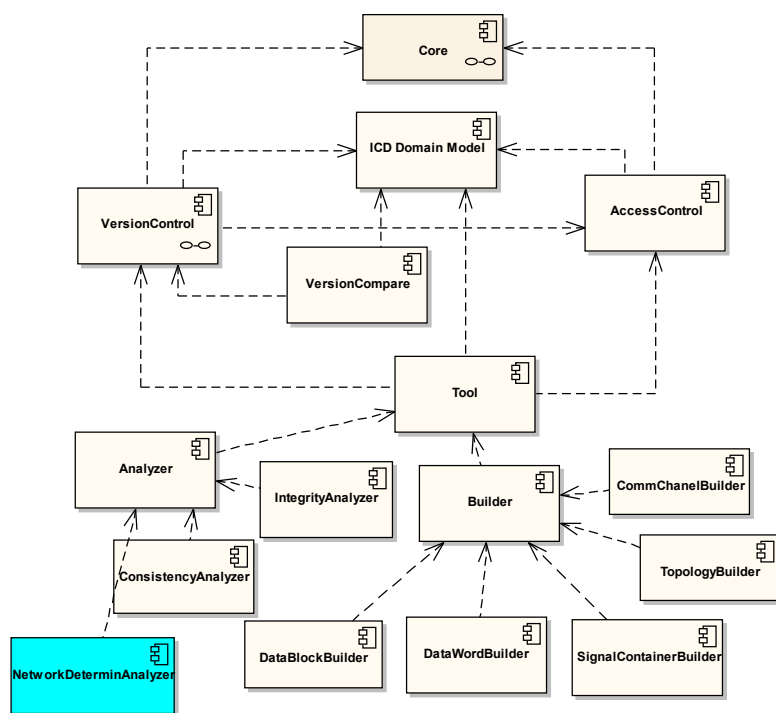 Core
ICD Domain Model
VersionControl
AccessControl
VersionCompare
Tool
Analyzer
IntegrityAnalyzer
Builder
CommChanelBuilder
ConsistencyAnalyzer
TopologyBuilder
NetworkDeterminAnalyzer
DataBlockBuilder
DataWordBuilder
SignalContainerBuilder